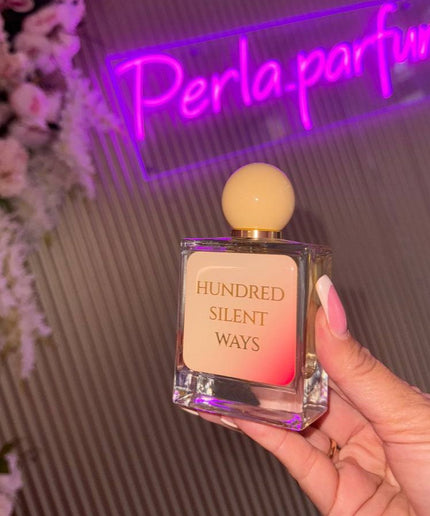 Perla.parfum
HUNDRED
SILENT
WAYS